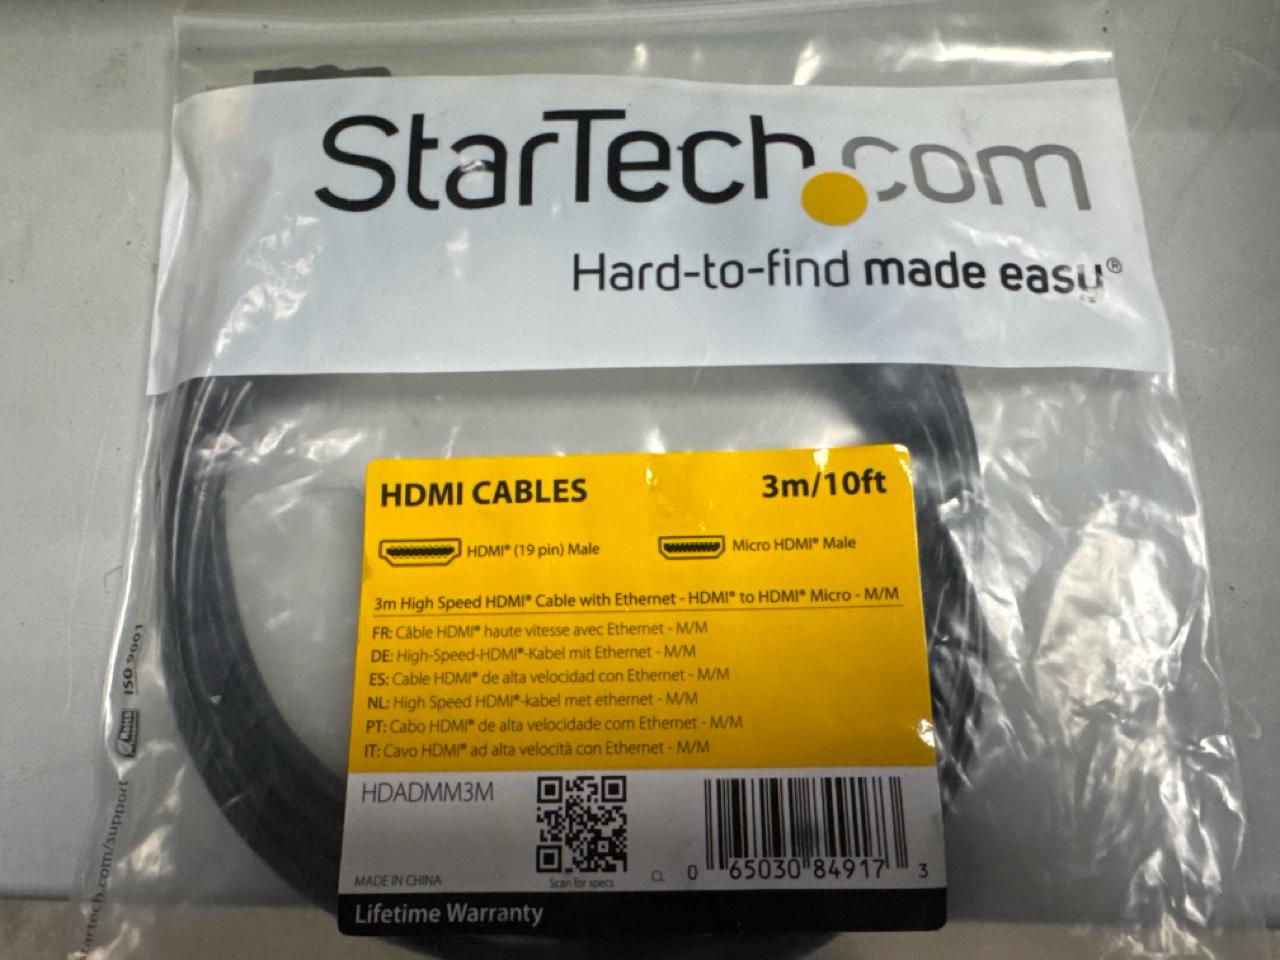 StarTech.com
Hard-to-find made easy®
HDMI CABLES 3m/10ft
HDMI® (19 pin) Male Micro HDMI® Male
3m High Speed HDMI® Cable with Ethernet - HDMI® to HDMI® Micro - M/M
FR: Câble HDMI® haute vitesse avec Ethernet - M/M
DE: High-Speed-HDMI®-Kabel mit Ethernet - M/M
ES: Cable HDMI® de alta velocidad con Ethernet - M/M
NL: High Speed HDMI®-kabel met ethernet - M/M
PT: Cabo HDMI® de alta velocidade com Ethernet - M/M
IT: Cavo HDMI® ad alta velocità con Ethernet - M/M
HDADMM3M
MADE IN CHINA
Scan for specs
CL
0 65030 84917 3
Lifetime Warranty
ISO 9001
RoHS
startech.com/support